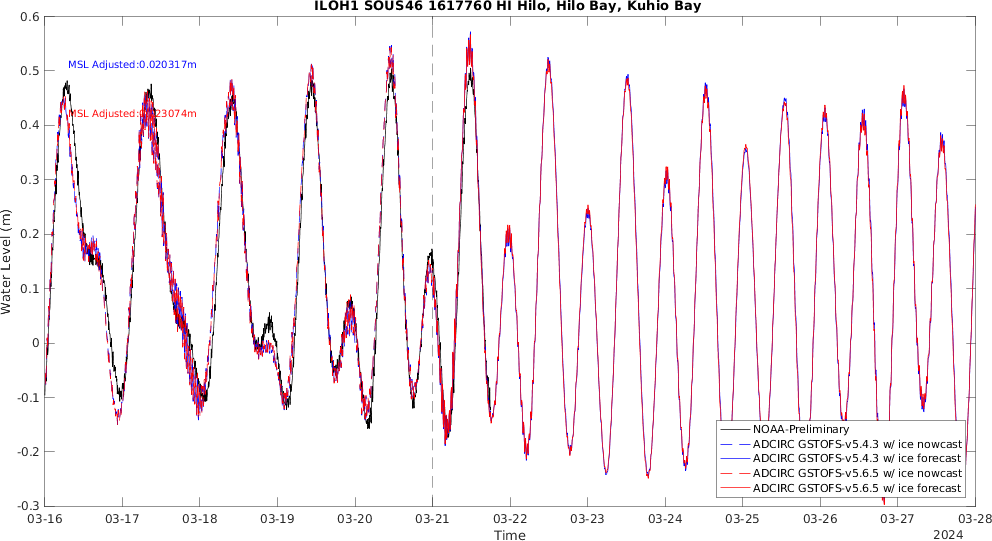 ILOH1 SOUS46 1617760 HI Hilo, Hilo Bay, Kuhio Bay
0.6
0.5
0.4
0.3
0.2
0.1
0
-0.1
-0.2
-0.3
Water Level (m)
MSL Adjusted:0.020317m
MSL Adjusted:0.023074m
NOAA-Preliminary
ADCIRC GSTOFS-v5.4.3 w/ ice nowcast
ADCIRC GSTOFS-v5.4.3 w/ ice forecast
ADCIRC GSTOFS-v5.6.5 w/ ice nowcast
ADCIRC GSTOFS-v5.6.5 w/ ice forecast
03-16 03-17 03-18 03-19 03-20 03-21 03-22 03-23 03-24 03-25 03-26 03-27 03-28
Time
2024